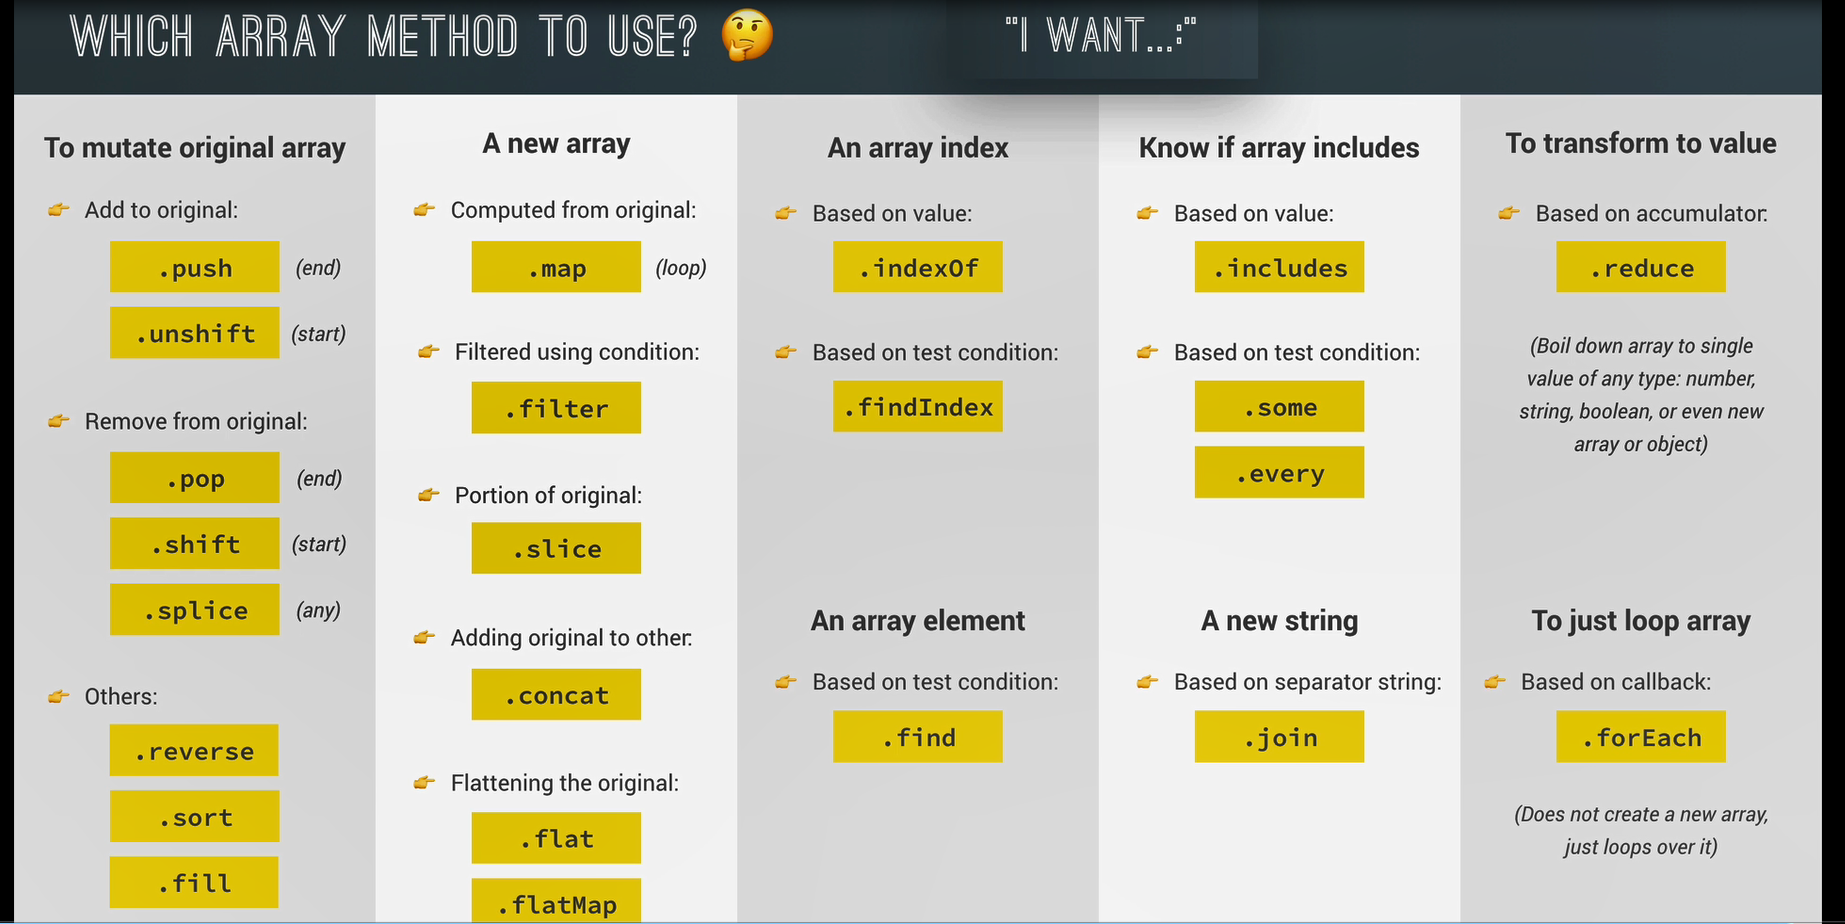 WHICH ARRAY METHOD TO USE? 🤔
"I WANT...:"
To mutate original array
👉 Add to original:
.push (end)
.unshift (start)
👉 Remove from original:
.pop (end)
.shift (start)
.splice (any)
👉 Others:
.reverse
.sort
.fill
A new array
👉 Computed from original:
.map (loop)
👉 Filtered using condition:
.filter
👉 Portion of original:
.slice
👉 Adding original to other:
.concat
👉 Flattening the original:
.flat
.flatMap
An array index
👉 Based on value:
.indexOf
👉 Based on test condition:
.findIndex
An array element
👉 Based on test condition:
.find
Know if array includes
👉 Based on value:
.includes
👉 Based on test condition:
.some
.every
A new string
👉 Based on separator string:
.join
To transform to value
👉 Based on accumulator:
.reduce
(Boil down array to single
value of any type: number,
string, boolean, or even new
array or object)
To just loop array
👉 Based on callback:
.forEach
(Does not create a new array,
just loops over it)